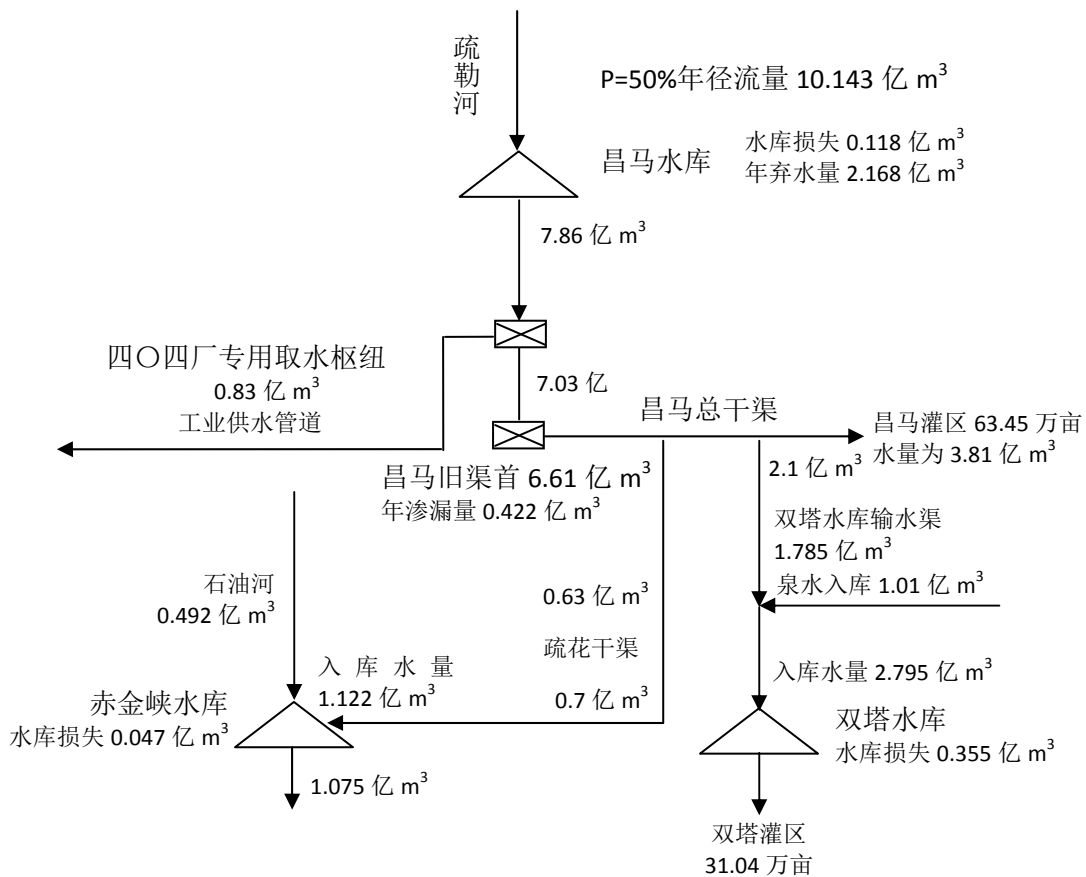 疏勒河
P=50%年径流量 10.143 亿 m³
昌马水库
水库损失 0.118 亿 m³
年弃水量 2.168 亿 m³
7.86 亿 m³
四〇四厂专用取水枢纽
0.83 亿 m³
工业供水管道
7.03 亿
昌马总干渠
昌马灌区 63.45 万亩
水量为 3.81 亿 m³
昌马旧渠首 6.61 亿 m³
年渗漏量 0.422 亿 m³
2.1 亿 m³
双塔水库输水渠
1.785 亿 m³
泉水入库 1.01 亿 m³
石油河
0.492 亿 m³
0.63 亿 m³
疏花干渠
0.7 亿 m³
入 库 水 量
1.122 亿 m³
入库水量 2.795 亿 m³
赤金峡水库
水库损失 0.047 亿 m³
双塔水库
水库损失 0.355 亿 m³
1.075 亿 m³
双塔灌区
31.04 万亩